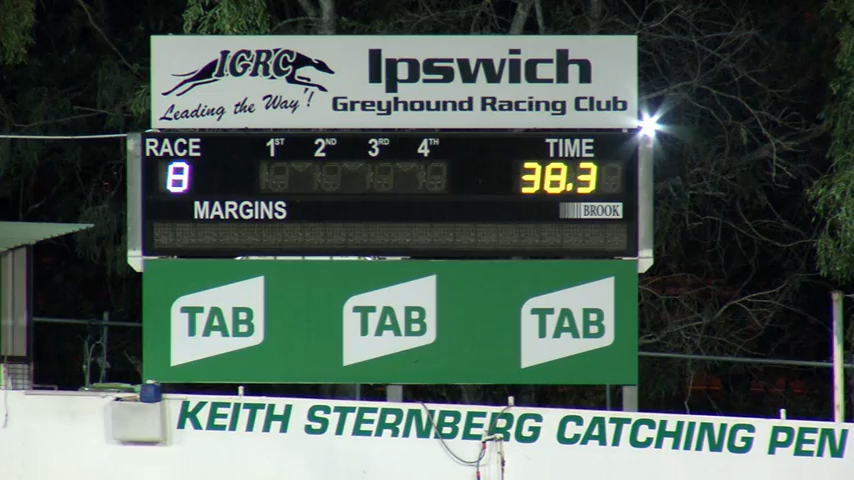 IGRC
Leading the Way!
Ipswich
Greyhound Racing Club
RACE 1ST 2ND 3RD 4TH TIME
8 38.3
MARGINS BROOK
TAB TAB TAB
KEITH STERNBERG CATCHING PEN